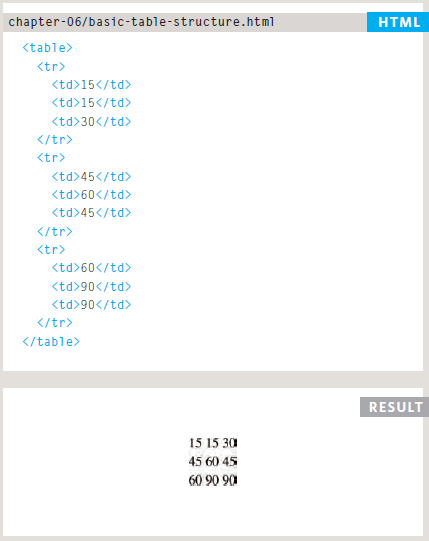 chapter-06/basic-table-structure.html
HTML
<table>
<tr>
<td>15</td>
<td>15</td>
<td>30</td>
</tr>
<tr>
<td>45</td>
<td>60</td>
<td>45</td>
</tr>
<tr>
<td>60</td>
<td>90</td>
<td>90</td>
</tr>
</table>
RESULT
15 15 30
45 60 45
60 90 90